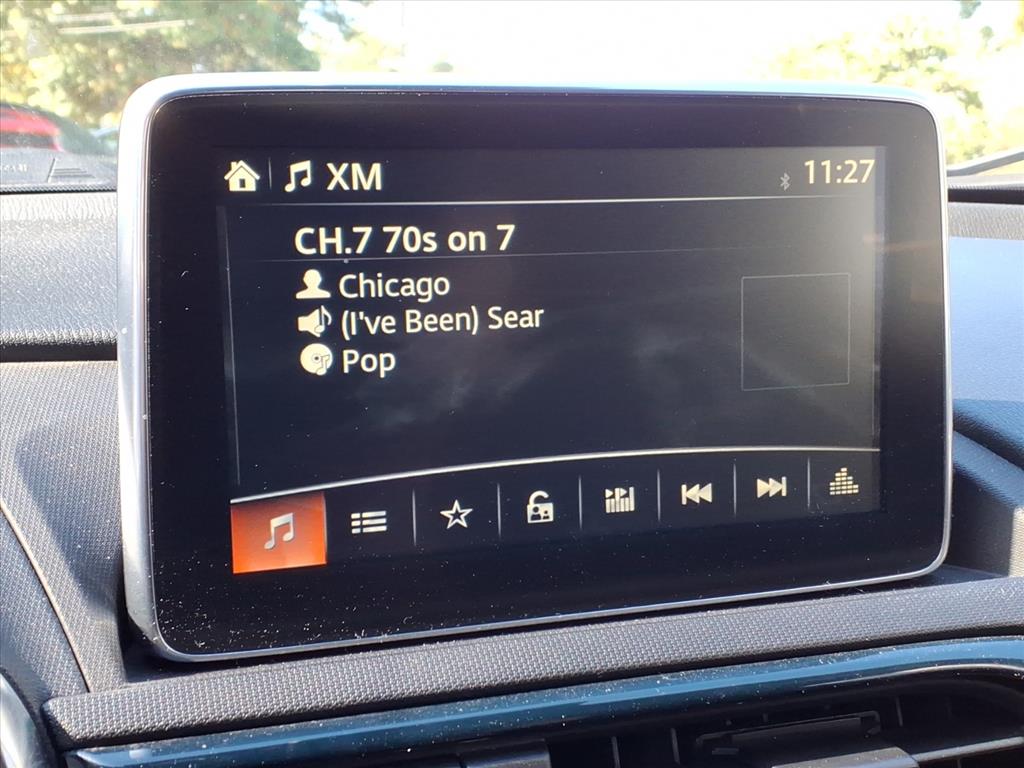 XM
11:27
CH.7 70s on 7
Chicago
(I've Been) Sear
Pop